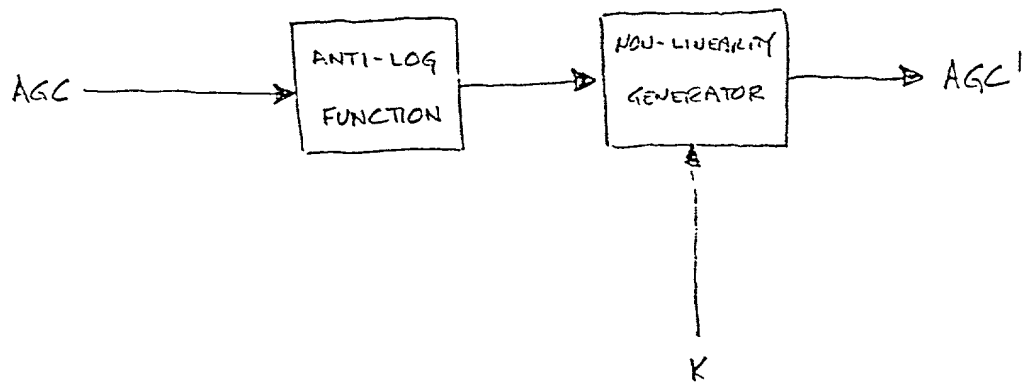 AGC
ANTI-LOG
FUNCTION
NON-LINEARITY
GENERATOR
AGC'
K